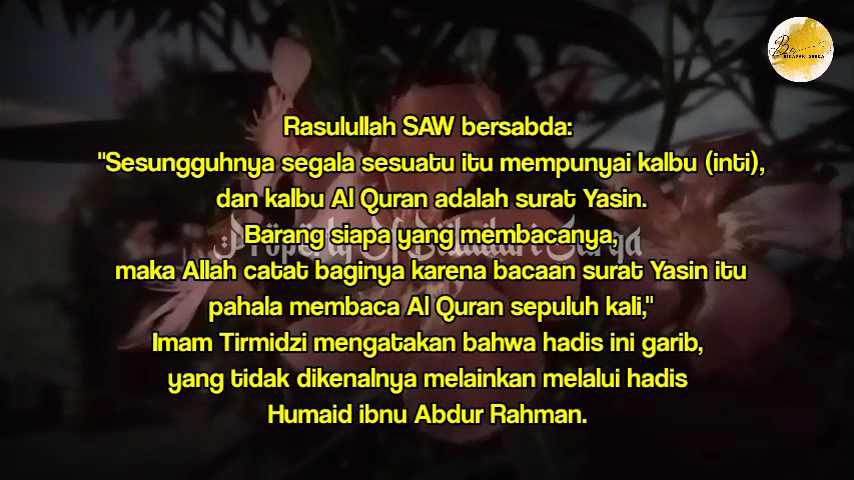 Rasulullah SAW bersabda:
"Sesungguhnya segala sesuatu itu mempunyai kalbu (inti),
dan kalbu Al Quran adalah surat Yasin.
Barang siapa yang membacanya,
maka Allah catat baginya karena bacaan surat Yasin itu
pahala membaca Al Quran sepuluh kali,"
Imam Tirmidzi mengatakan bahwa hadis ini garib,
yang tidak dikenalnya melainkan melalui hadis
Humaid ibnu Abdur Rahman.